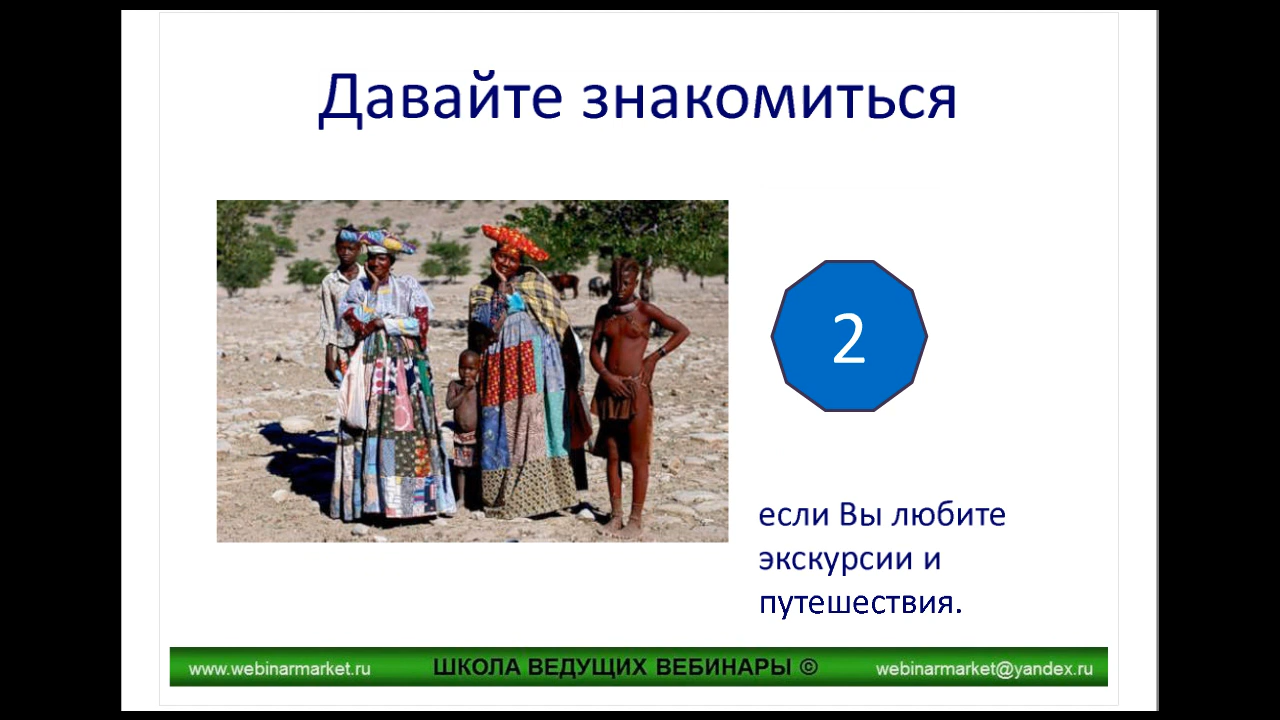 Давайте знакомиться
2
если Вы любите
экскурсии и
путешествия.
www.webinarmarket.ru ШКОЛА ВЕДУЩИХ ВЕБИНАРЫ © webinarmarket@yandex.ru